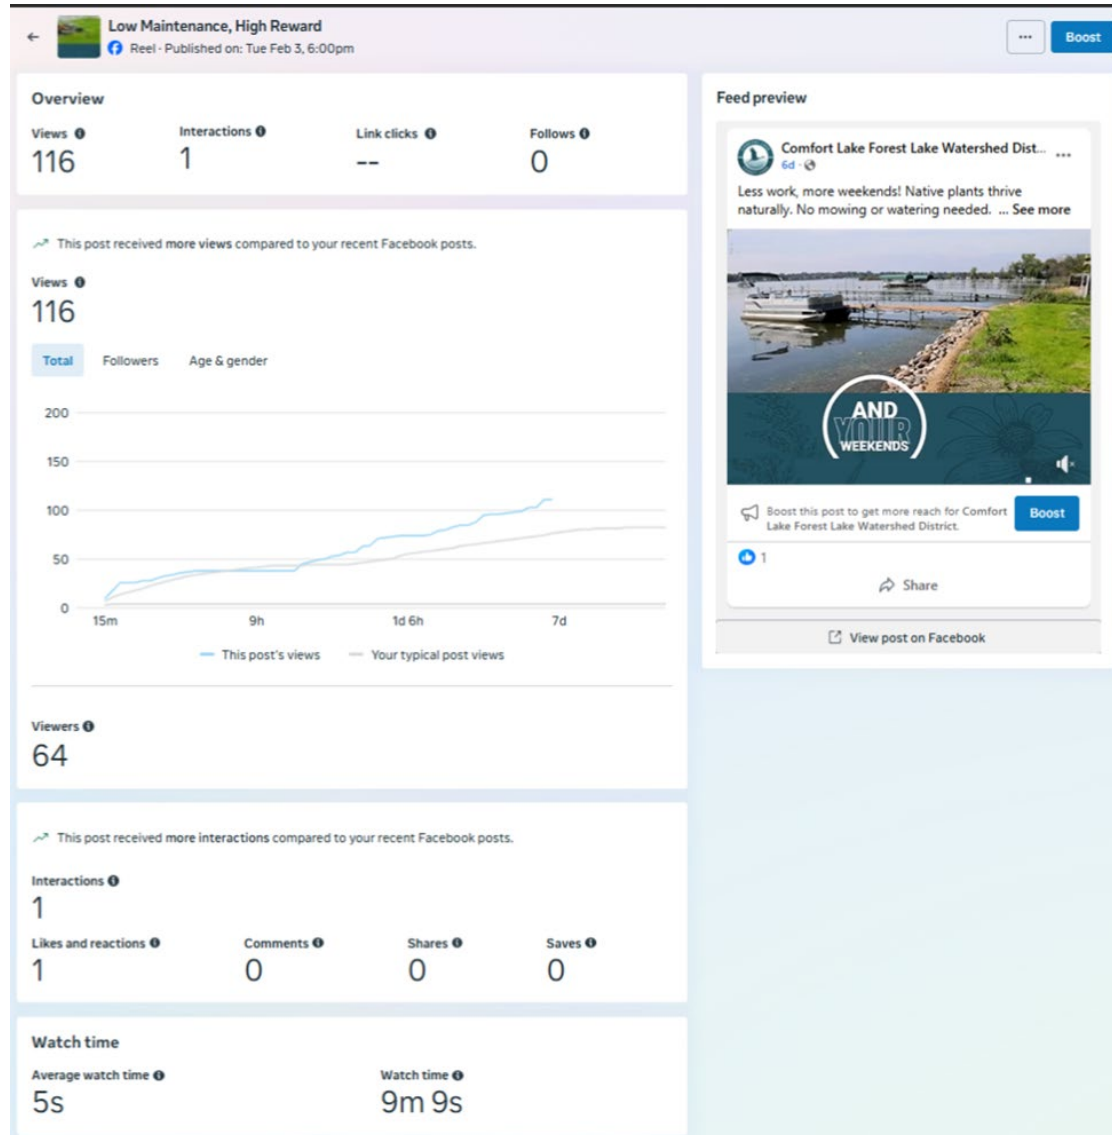 Low Maintenance, High Reward
Reel · Published on: Tue Feb 3, 6:00pm
...
Boost
Overview
Views
Interactions
Link clicks
Follows
116
1
--
0
This post received more views compared to your recent Facebook posts.
Views
116
Total
Followers
Age & gender
200
150
100
50
0
15m
9h
1d 6h
7d
This post's views
Your typical post views
Viewers
64
This post received more interactions compared to your recent Facebook posts.
Interactions
1
Likes and reactions
Comments
Shares
Saves
1
0
0
0
Watch time
Average watch time
Watch time
5s
9m 9s
Feed preview
Comfort Lake Forest Lake Watershed Dist...
6d ·
Less work, more weekends! Native plants thrive
naturally. No mowing or watering needed. ... See more
AND
YOUR
WEEKENDS
Boost this post to get more reach for Comfort
Lake Forest Lake Watershed District.
Boost
1
Share
View post on Facebook